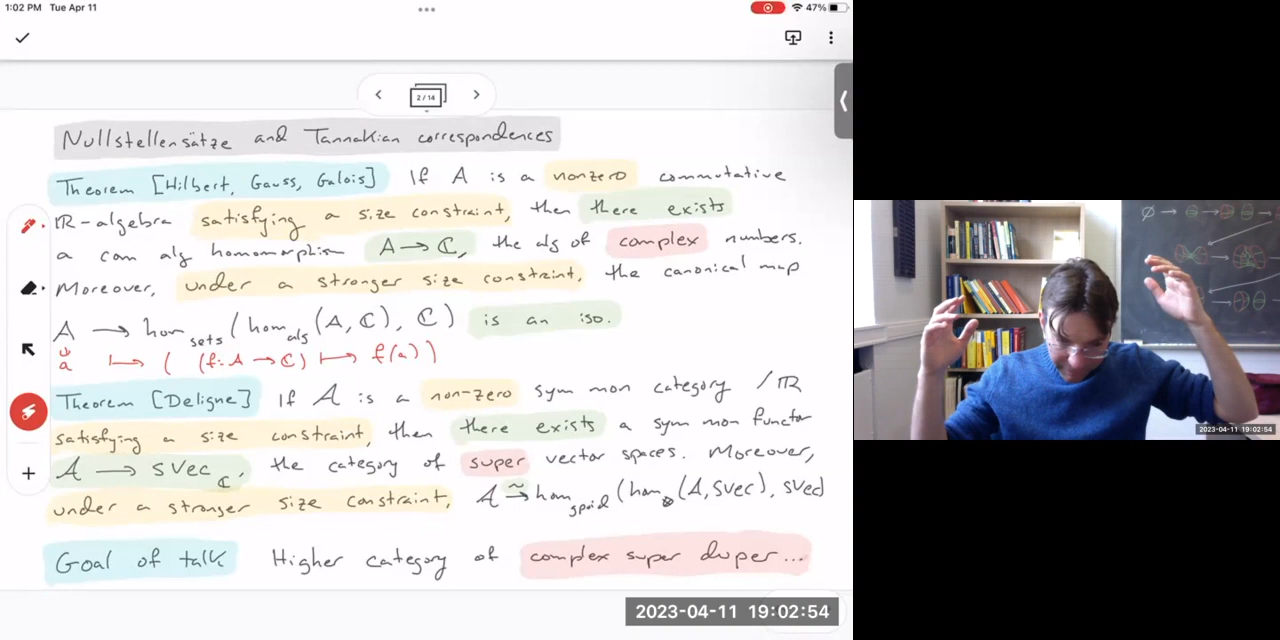 1:02 PM Tue Apr 11
47%
2 / 14
Nullstellensätze and Tannakian correspondences
Theorem [Hilbert, Gauss, Galois] If A is a nonzero commutative
R-algebra satisfying a size constraint, then there exists
a com alg homomorphism A → ℂ, the alg of complex numbers.
Moreover, under a stronger size constraint, the canonical map
A → hom_sets (hom_als (A, ℂ), ℂ) is an iso.
a ↦ ( (f: A → ℂ) ↦ f(a))
Theorem [Deligne] If A is a non-zero sym mon category /R
satisfying a size constraint, then there exists a sym mon functor
A → sVec_ℂ, the category of super vector spaces. Moreover,
under a stronger size constraint, A ~→ hom_gpoid (hom_⊗ (A, sVec), sVec)
Goal of talk Higher category of complex super duper...
2023-04-11 19:02:54
2023-04-11 19:02:54